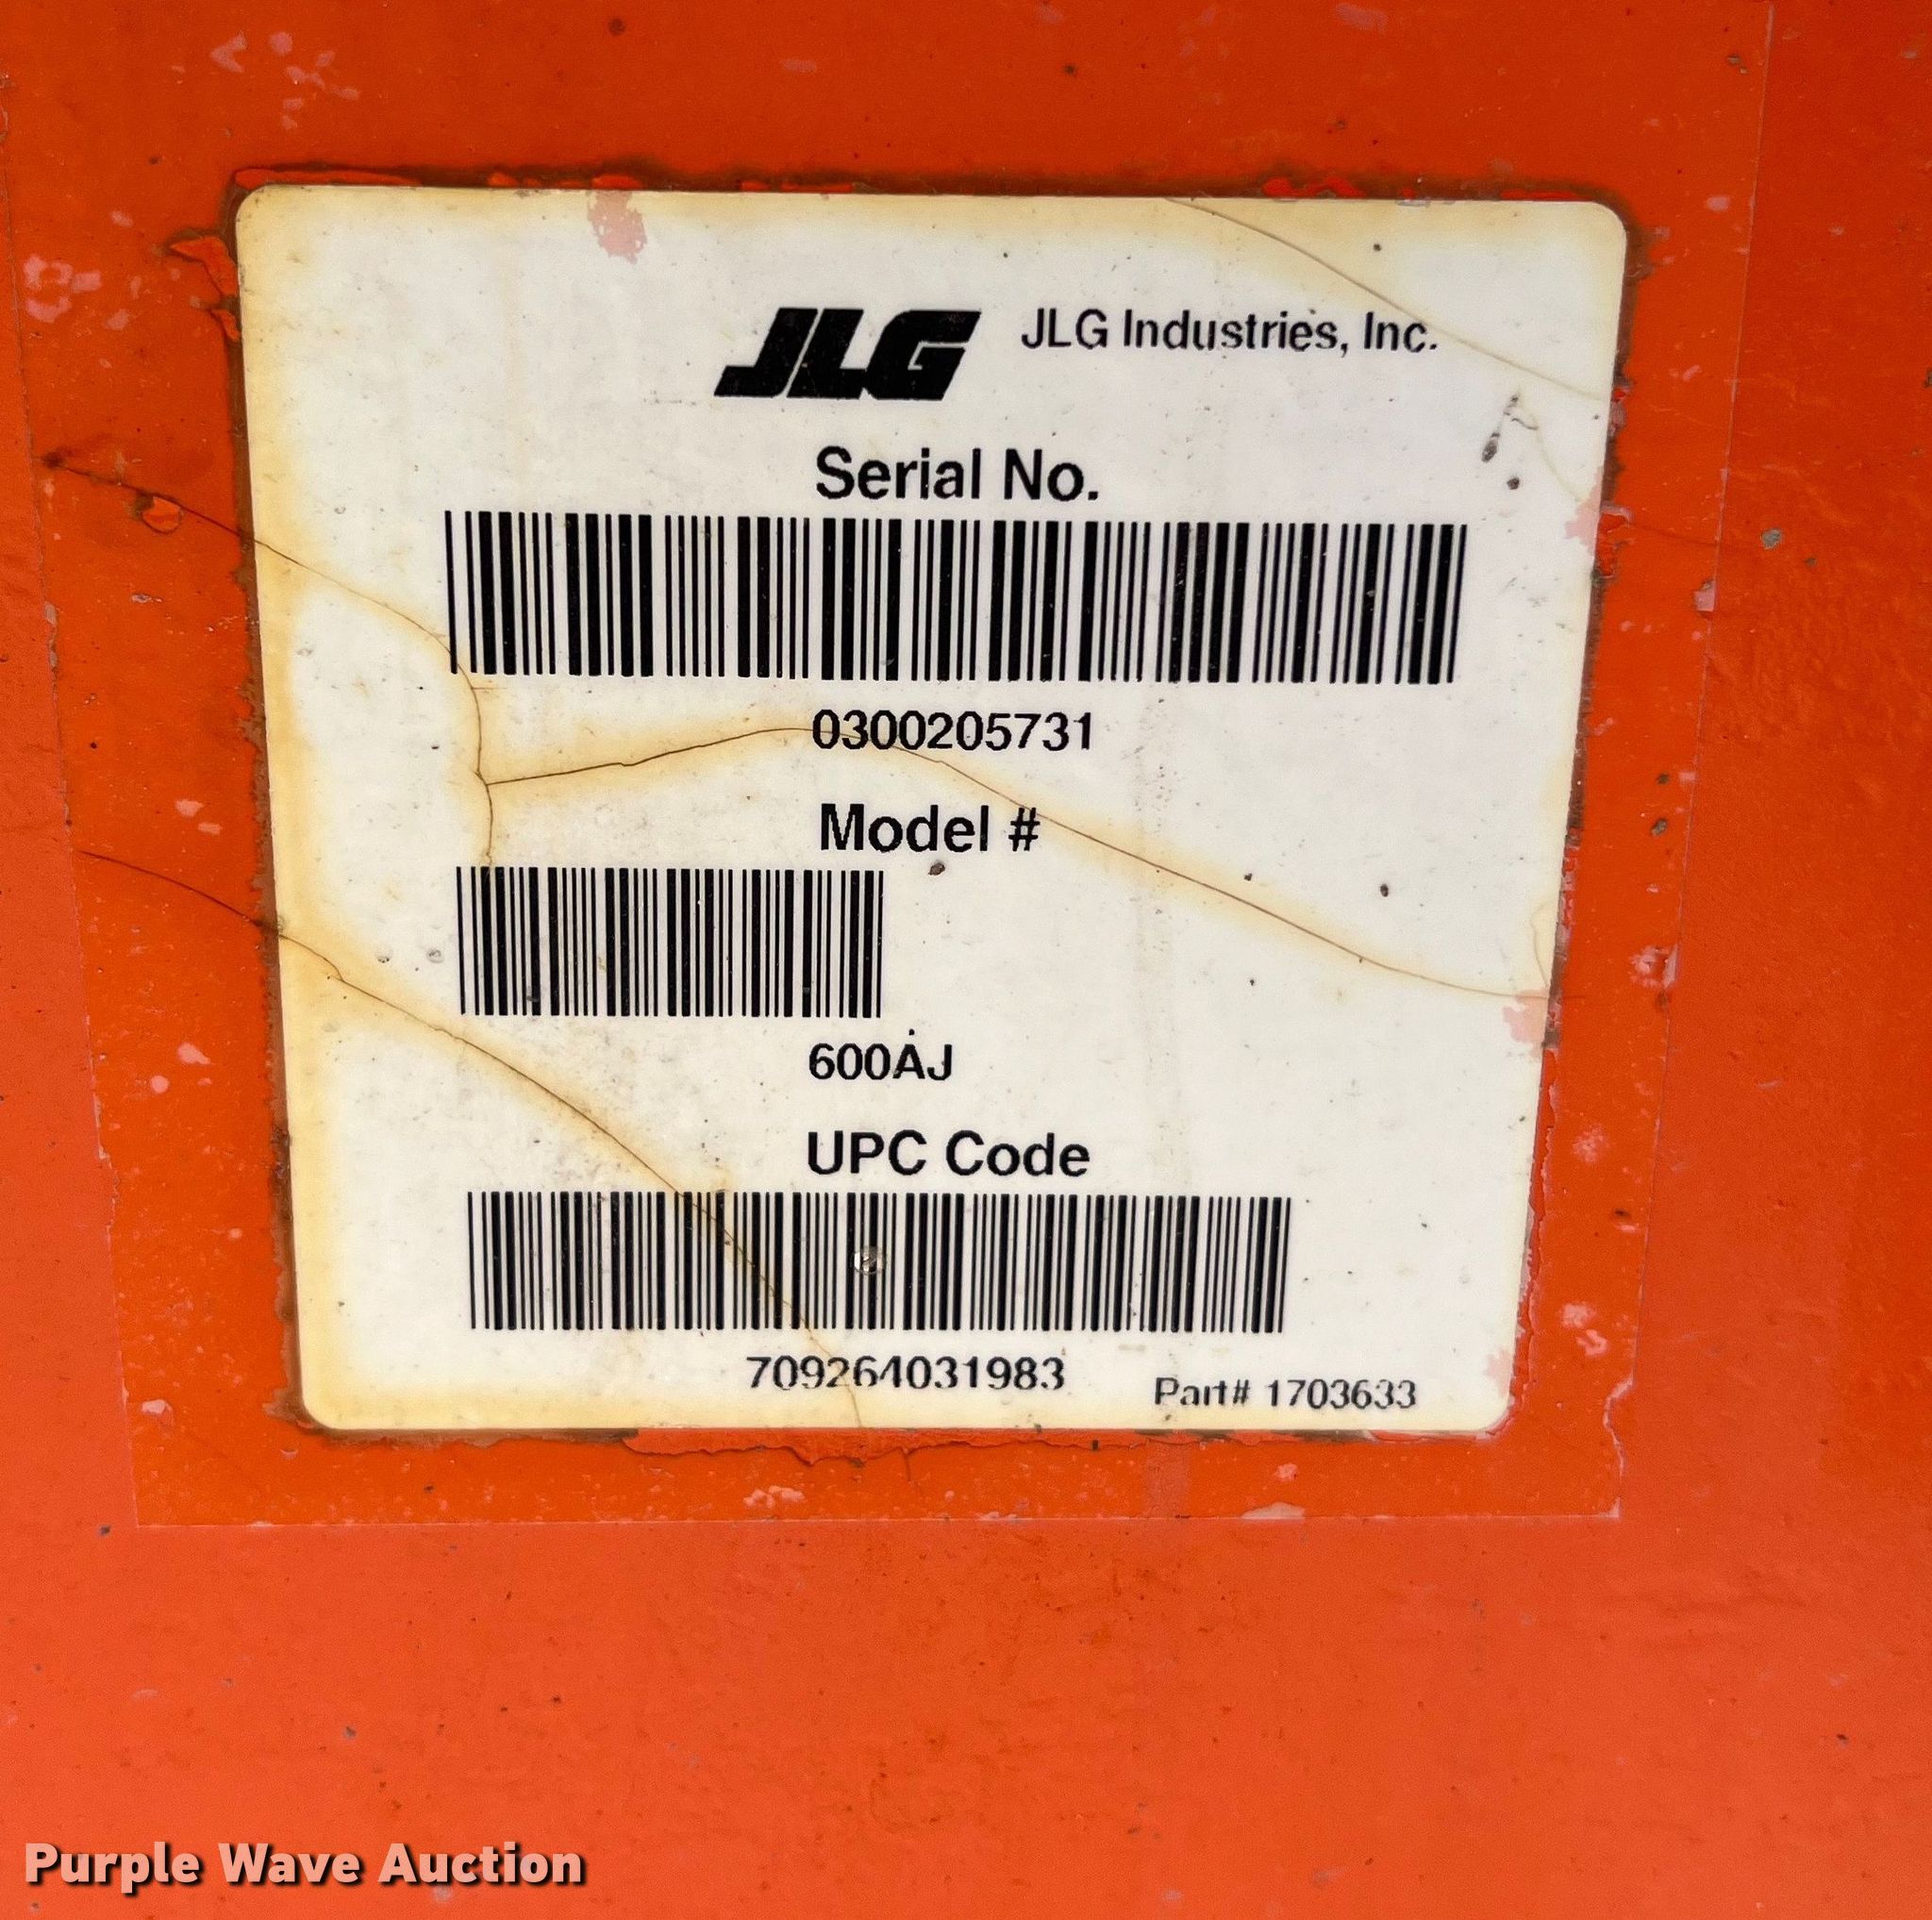 JLG JLG Industries, Inc.
Serial No.
0300205731
Model #
600AJ
UPC Code
709264031983
Part# 1703633
Purple Wave Auction